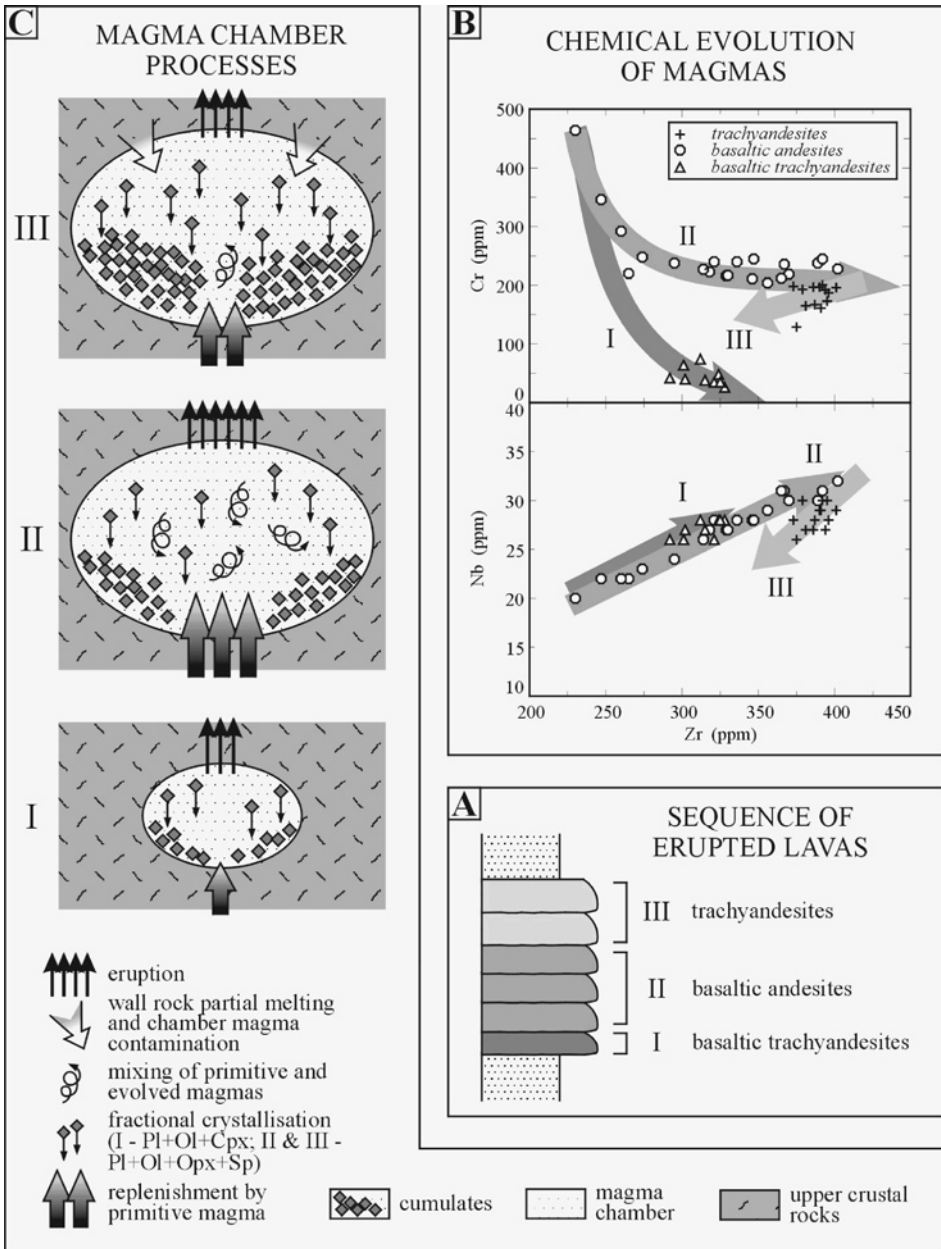 C
MAGMA CHAMBER
PROCESSES
III
II
I
eruption
wall rock partial melting
and chamber magma
contamination
mixing of primitive and
evolved magmas
fractional crystallisation
(I - Pl+Ol+Cpx; II & III -
Pl+Ol+Opx+Sp)
replenishment by
primitive magma
cumulates
magma
chamber
upper crustal
rocks
B
CHEMICAL EVOLUTION
OF MAGMAS
500
400
300
200
100
0
Cr (ppm)
trachyandesites
basaltic andesites
basaltic trachyandesites
II
III
I
40
35
30
25
20
15
10
Nb (ppm)
I
II
III
200
250
300
350
400
450
Zr (ppm)
A
SEQUENCE OF
ERUPTED LAVAS
III trachyandesites
II basaltic andesites
I basaltic trachyandesites